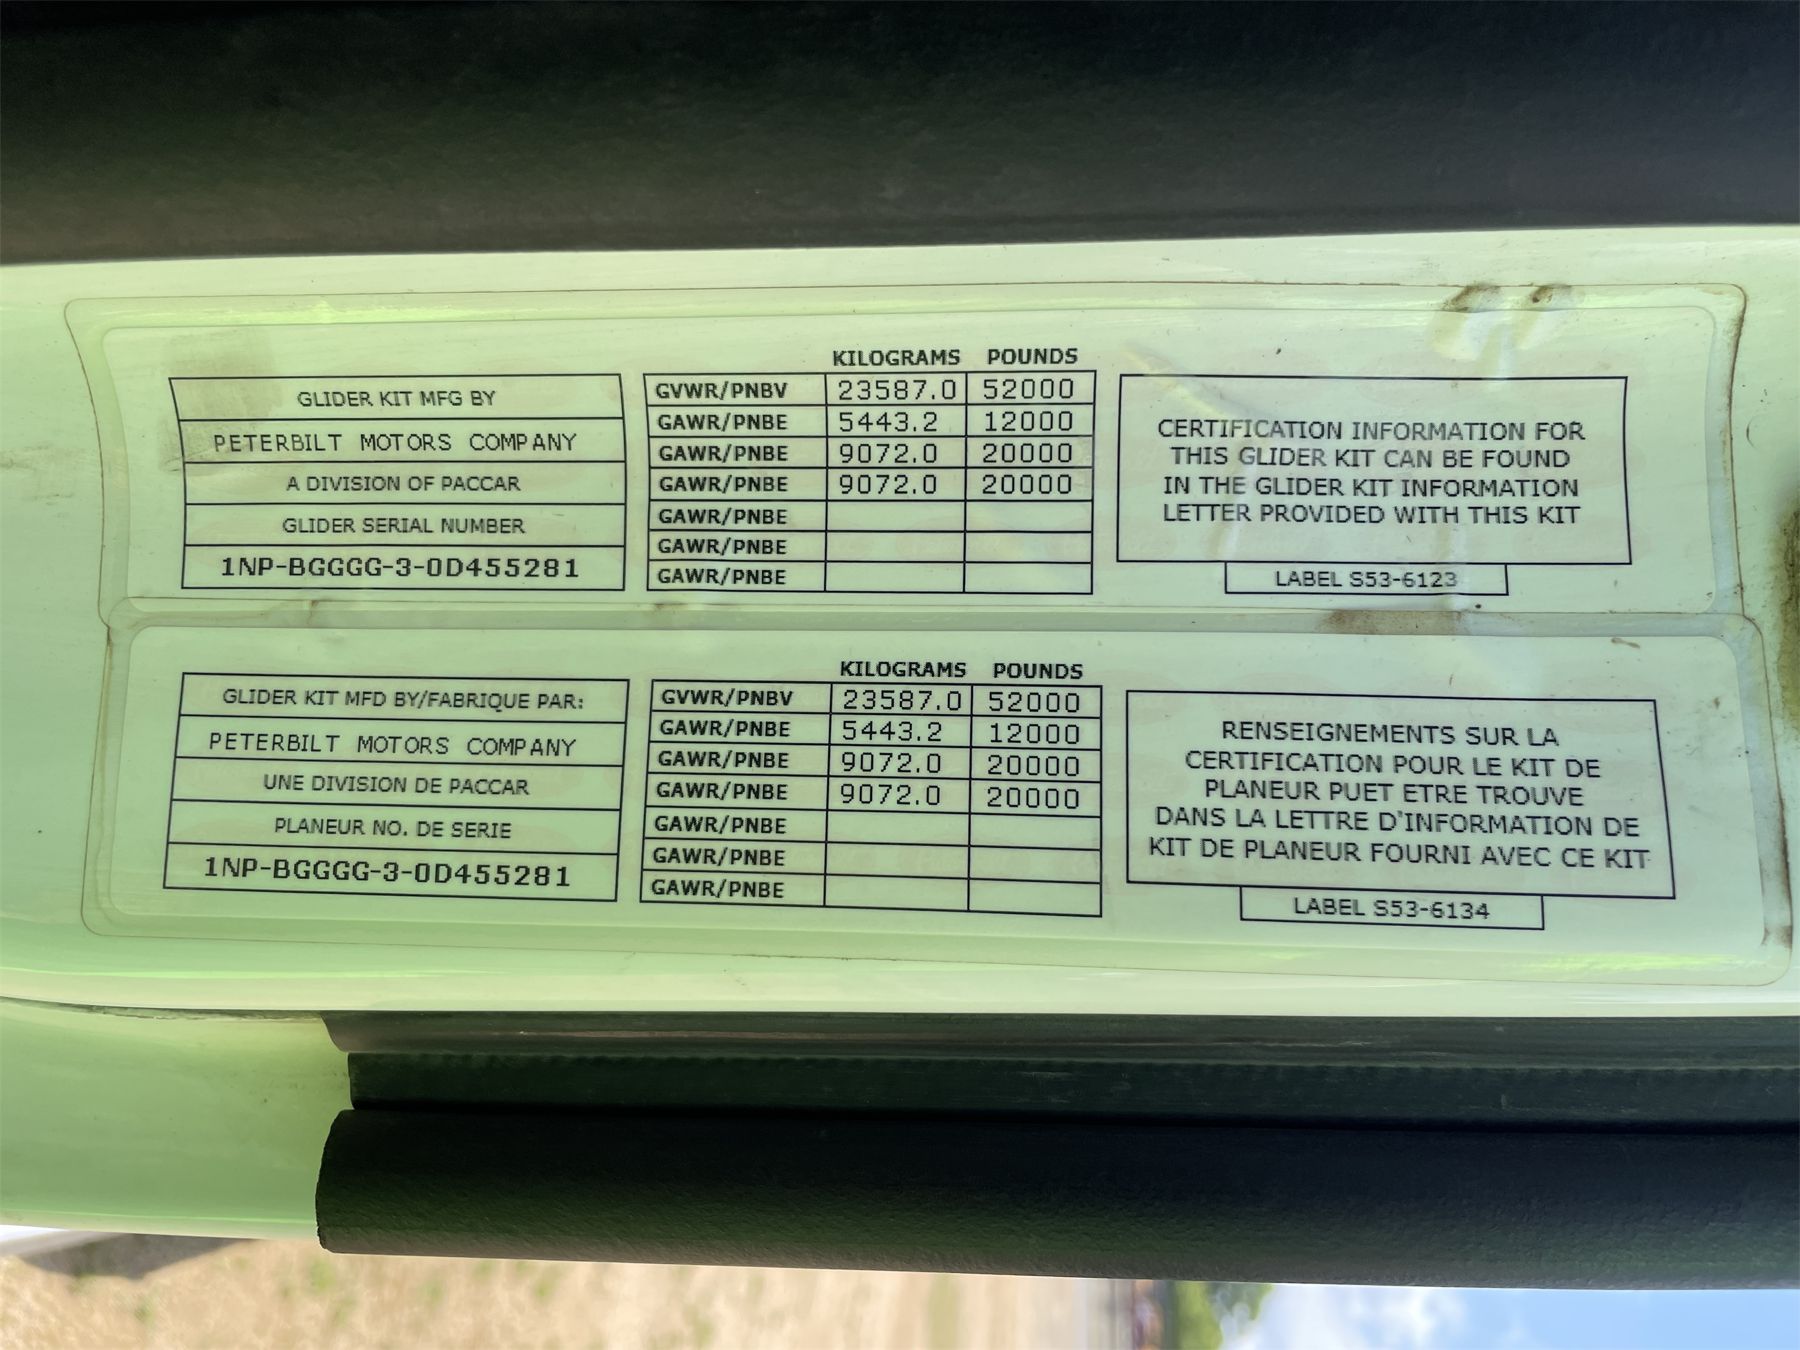 KILOGRAMS POUNDS
GLIDER KIT MFG BY
PETERBILT MOTORS COMPANY
A DIVISION OF PACCAR
GLIDER SERIAL NUMBER
1NP-BGGGG-3-0D455281
GVWR/PNBV 23587.0 52000
GAWR/PNBE 5443.2 12000
GAWR/PNBE 9072.0 20000
GAWR/PNBE 9072.0 20000
GAWR/PNBE
GAWR/PNBE
GAWR/PNBE
CERTIFICATION INFORMATION FOR
THIS GLIDER KIT CAN BE FOUND
IN THE GLIDER KIT INFORMATION
LETTER PROVIDED WITH THIS KIT
LABEL S53-6123
KILOGRAMS POUNDS
GLIDER KIT MFD BY/FABRIQUE PAR:
PETERBILT MOTORS COMPANY
UNE DIVISION DE PACCAR
PLANEUR NO. DE SERIE
1NP-BGGGG-3-0D455281
GVWR/PNBV 23587.0 52000
GAWR/PNBE 5443.2 12000
GAWR/PNBE 9072.0 20000
GAWR/PNBE 9072.0 20000
GAWR/PNBE
GAWR/PNBE
GAWR/PNBE
RENSEIGNEMENTS SUR LA
CERTIFICATION POUR LE KIT DE
PLANEUR PUET ETRE TROUVE
DANS LA LETTRE D'INFORMATION DE
KIT DE PLANEUR FOURNI AVEC CE KIT
LABEL S53-6134